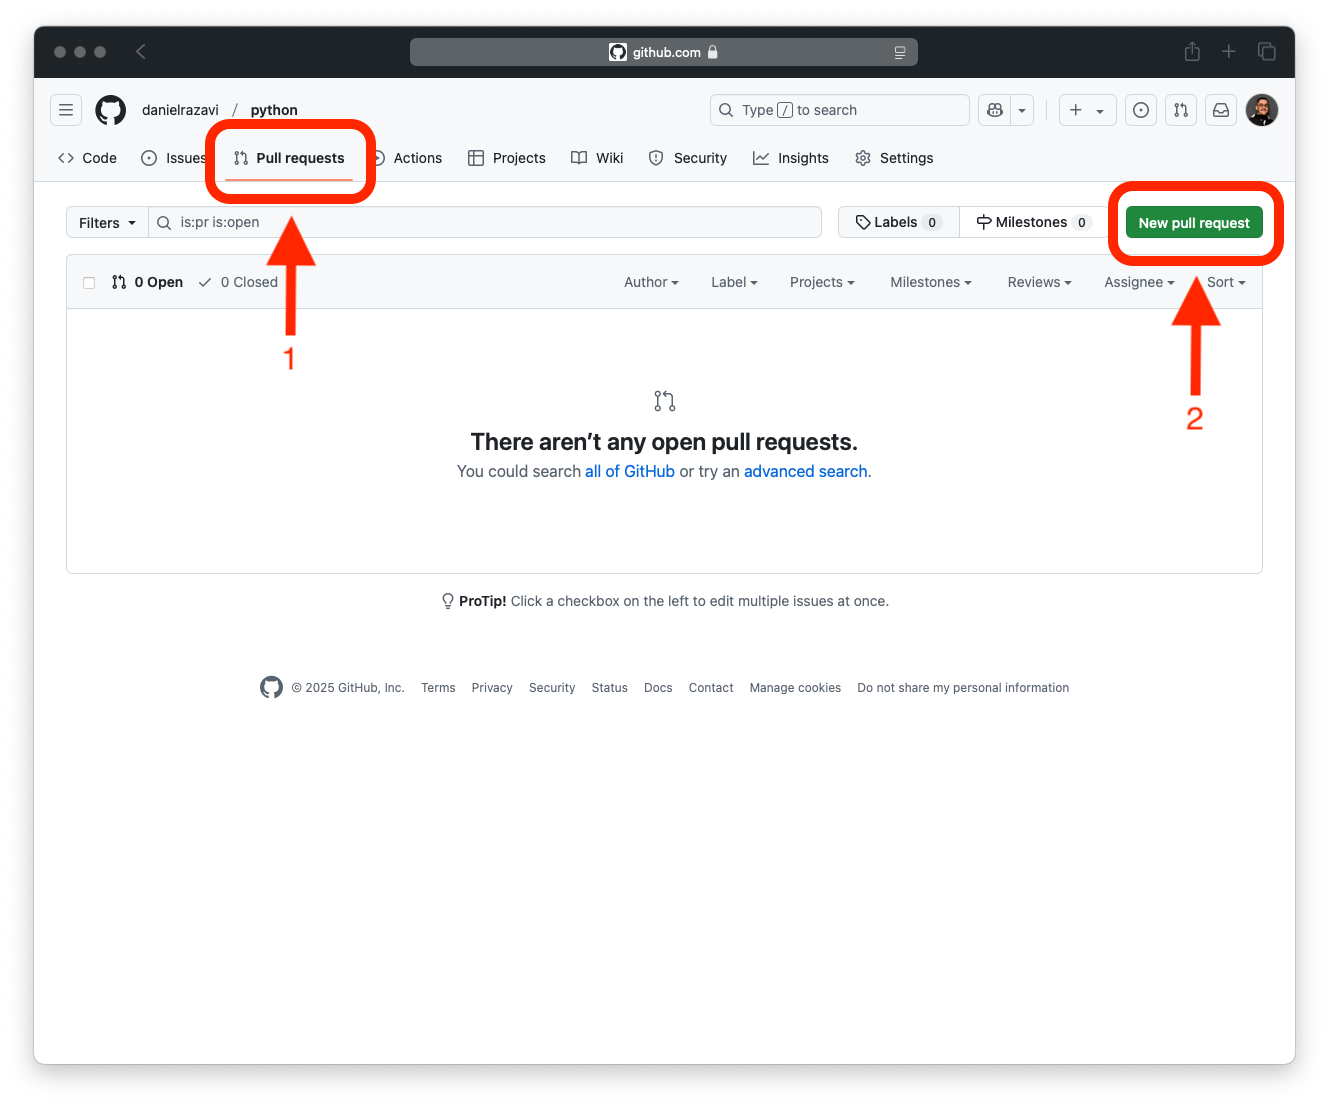 github.com
danielrazavi / python
Type / to search
Code Issues Pull requests Actions Projects Wiki Security Insights Settings
Filters is:pr is:open Labels 0 Milestones 0 New pull request
0 Open 0 Closed Author Label Projects Milestones Reviews Assignee Sort
1
2
There aren’t any open pull requests.
You could search all of GitHub or try an advanced search.
ProTip! Click a checkbox on the left to edit multiple issues at once.
© 2025 GitHub, Inc. Terms Privacy Security Status Docs Contact Manage cookies Do not share my personal information